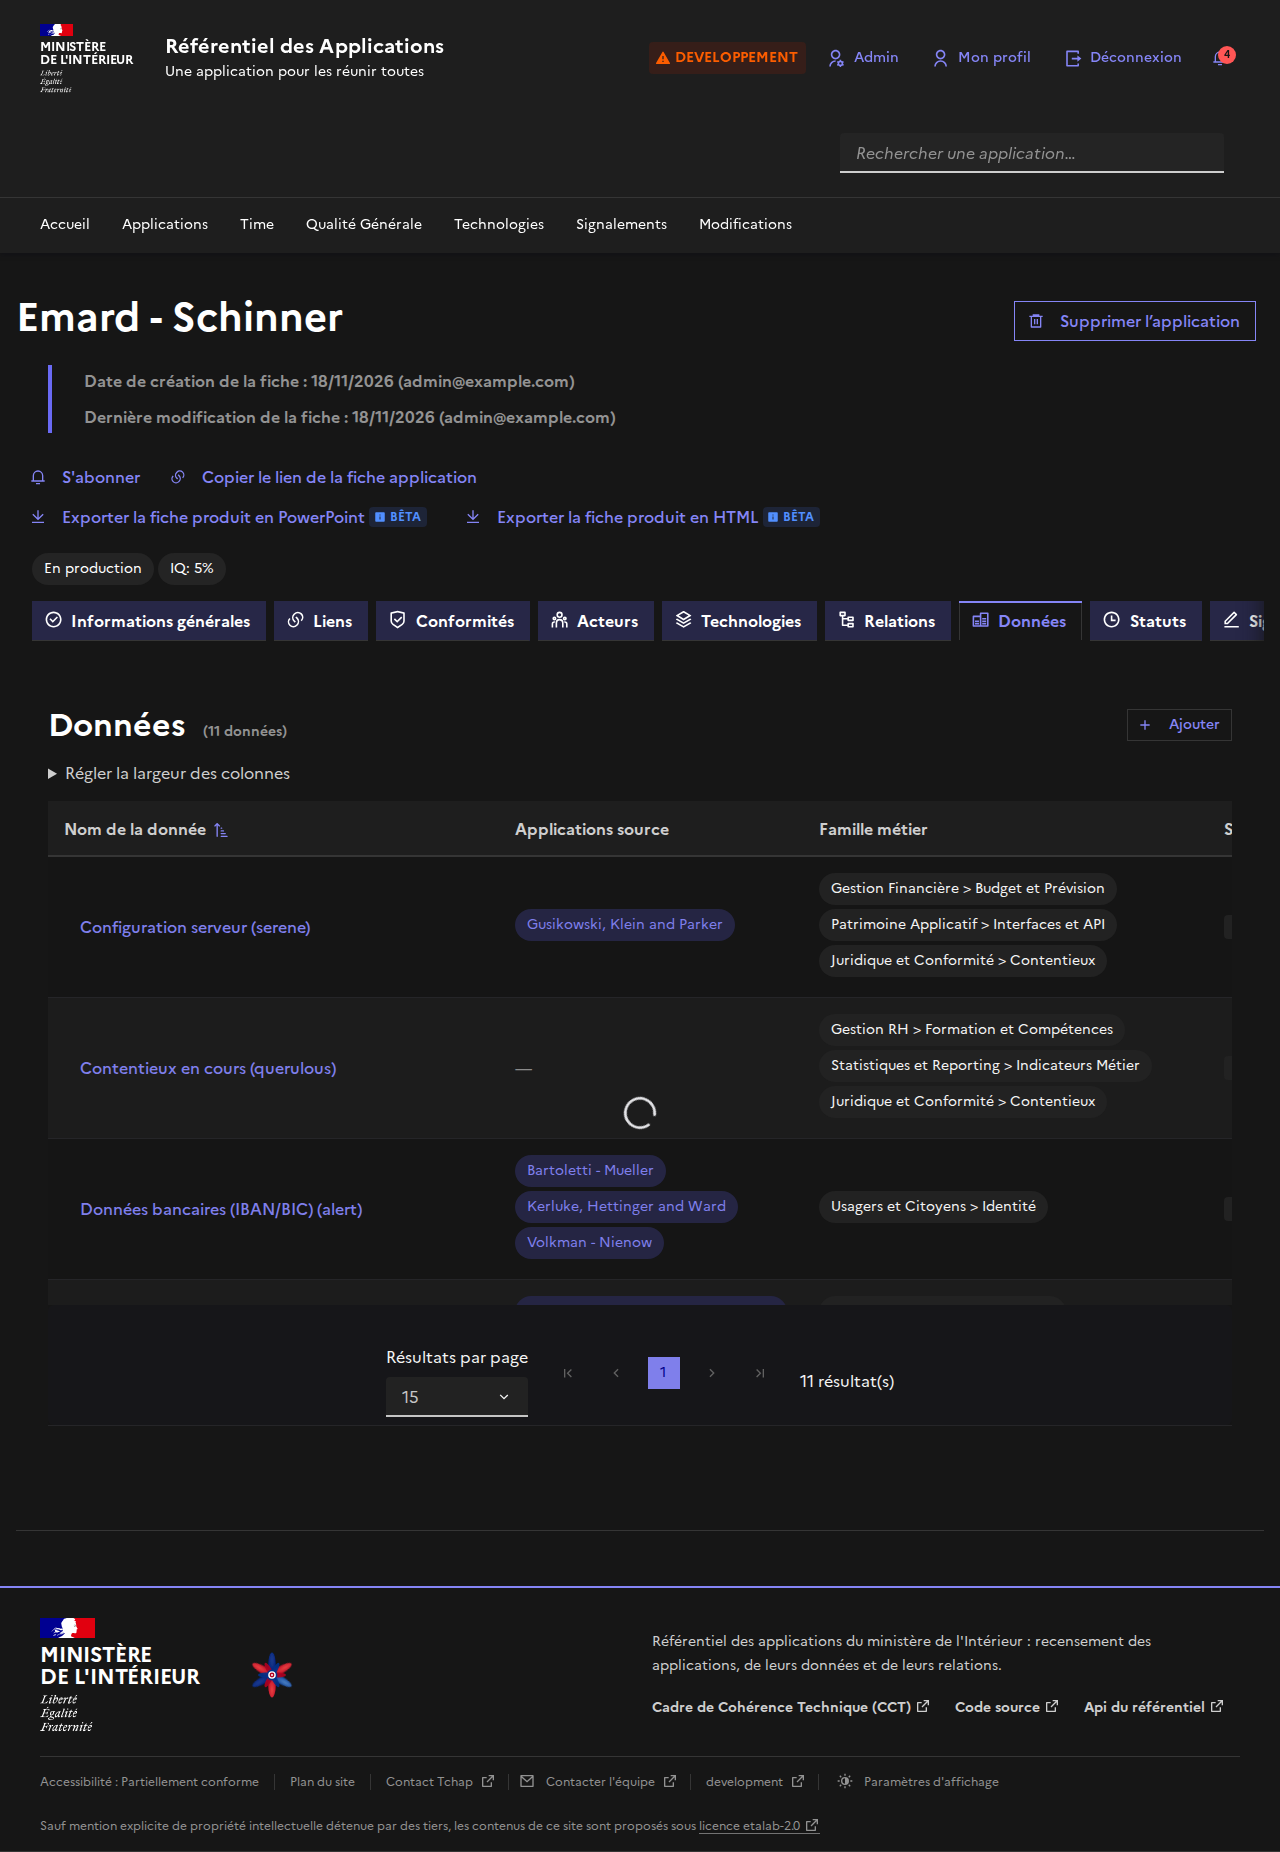 MINISTÈRE
DE L'INTÉRIEUR
Liberté
Égalité
Fraternité
Référentiel des Applications
Une application pour les réunir toutes
DEVELOPPEMENT
Admin
Mon profil
Déconnexion
4
Rechercher une application…
Accueil
Applications
Time
Qualité Générale
Technologies
Signalements
Modifications
Emard - Schinner
Supprimer l’application
Date de création de la fiche : 18/11/2026 (admin@example.com)
Dernière modification de la fiche : 18/11/2026 (admin@example.com)
S'abonner
Copier le lien de la fiche application
Exporter la fiche produit en PowerPoint
BÊTA
Exporter la fiche produit en HTML
BÊTA
En production
IQ: 5%
Informations générales
Liens
Conformités
Acteurs
Technologies
Relations
Données
Statuts
Données
(11 données)
Ajouter
Régler la largeur des colonnes
Nom de la donnée
Applications source
Famille métier
S
Configuration serveur (serene)
Gusikowski, Klein and Parker
Gestion Financière > Budget et Prévision
Patrimoine Applicatif > Interfaces et API
Juridique et Conformité > Contentieux
Contentieux en cours (querulous)
—
Gestion RH > Formation et Compétences
Statistiques et Reporting > Indicateurs Métier
Juridique et Conformité > Contentieux
Données bancaires (IBAN/BIC) (alert)
Bartoletti - Mueller
Kerluke, Hettinger and Ward
Volkman - Nienow
Usagers et Citoyens > Identité
Résultats par page
15
1
11 résultat(s)
MINISTÈRE
DE L'INTÉRIEUR
Liberté
Égalité
Fraternité
Référentiel des applications du ministère de l'Intérieur : recensement des
applications, de leurs données et de leurs relations.
Cadre de Cohérence Technique (CCT)
Code source
Api du référentiel
Accessibilité : Partiellement conforme
Plan du site
Contact Tchap
Contacter l'équipe
development
Paramètres d'affichage
Sauf mention explicite de propriété intellectuelle détenue par des tiers, les contenus de ce site sont proposés sous licence etalab-2.0